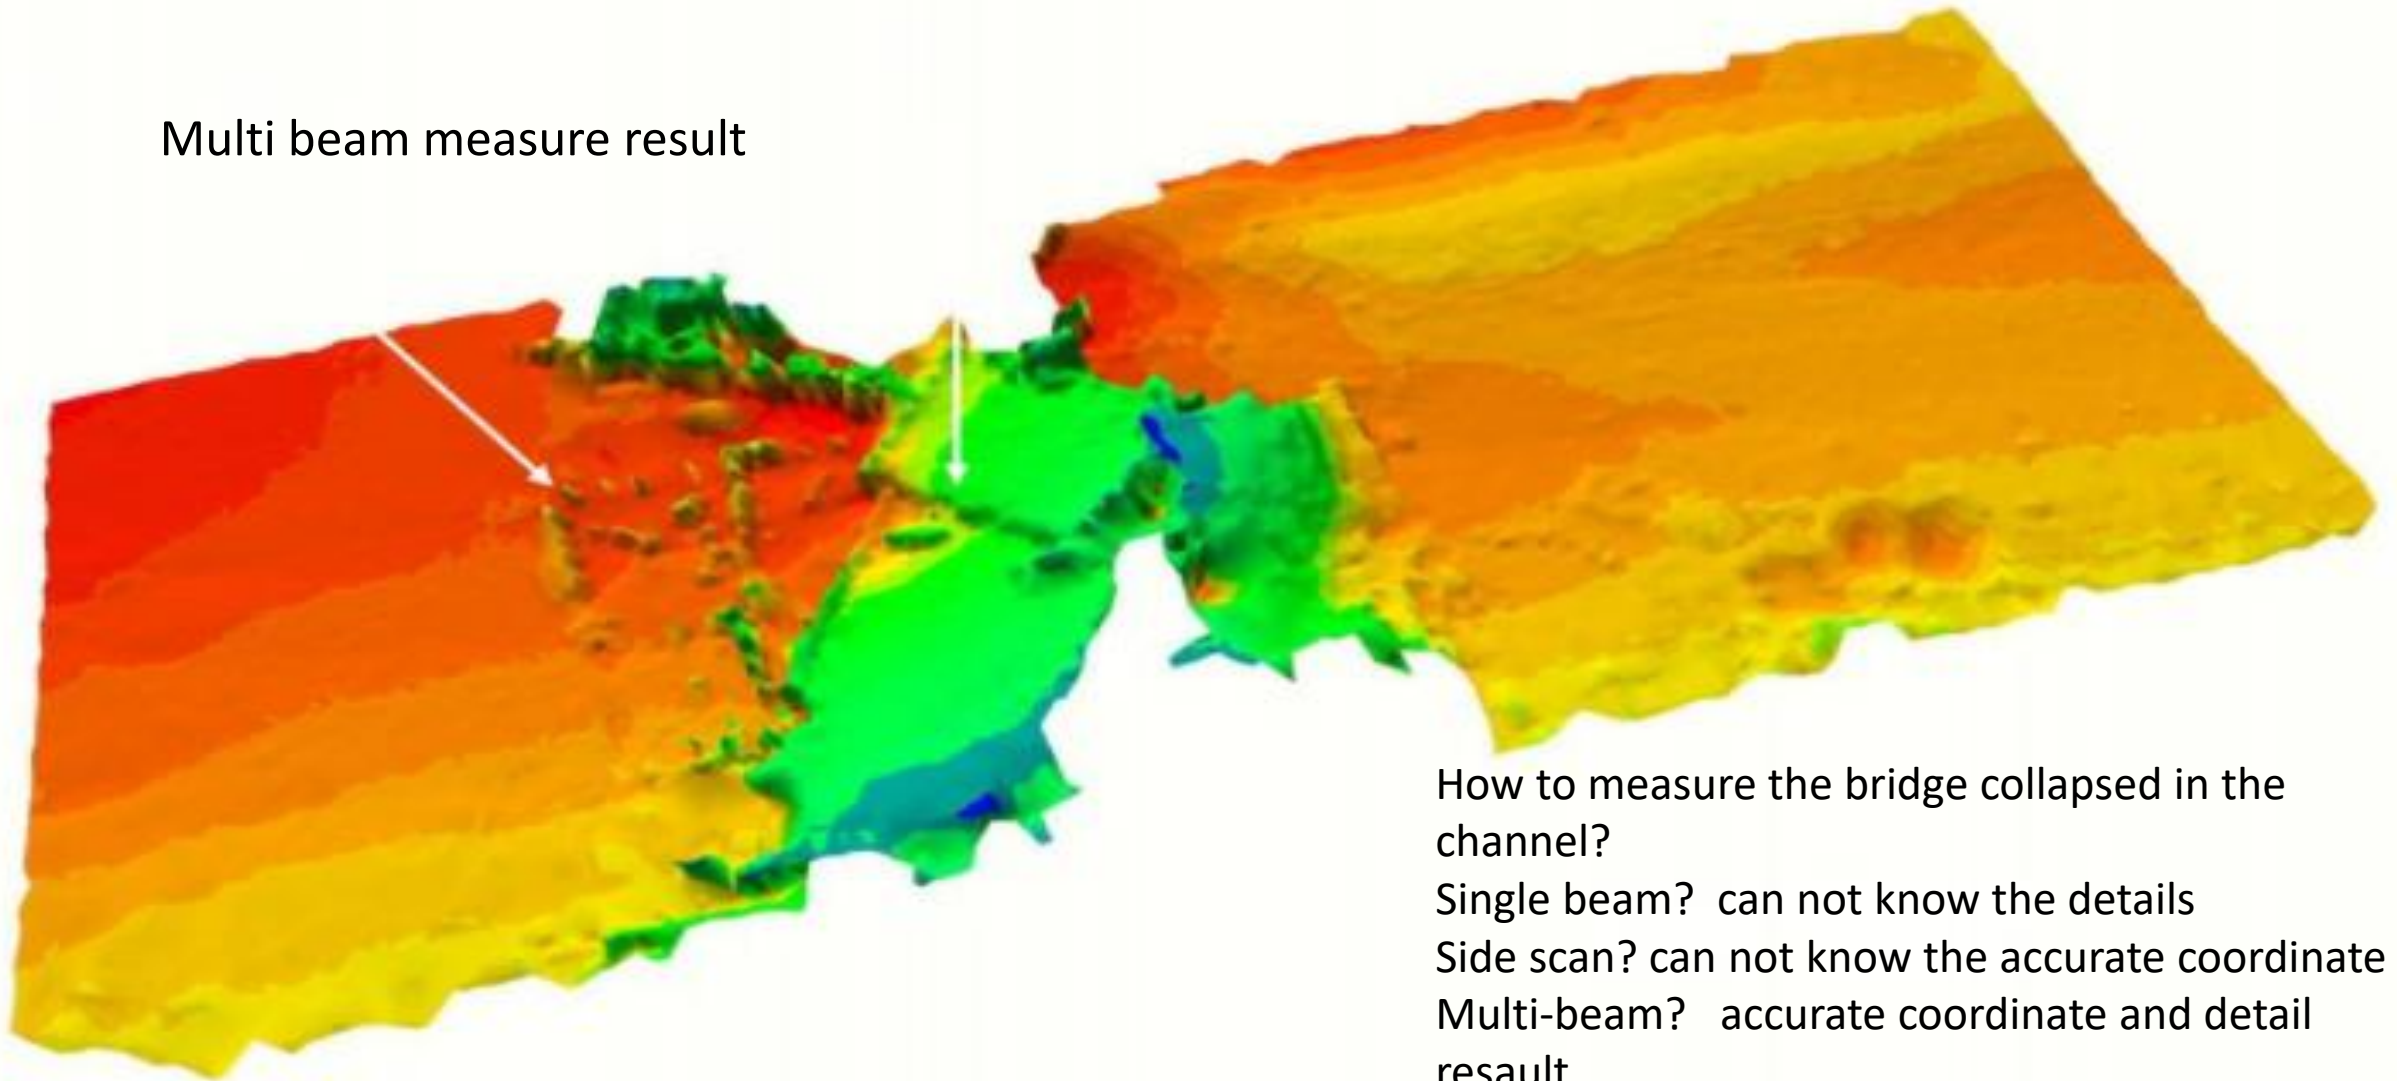 Multi beam measure result
How to measure the bridge collapsed in the
channel?
Single beam?  can not know the details
Side scan? can not know the accurate coordinate
Multi-beam?   accurate coordinate and detail
resault